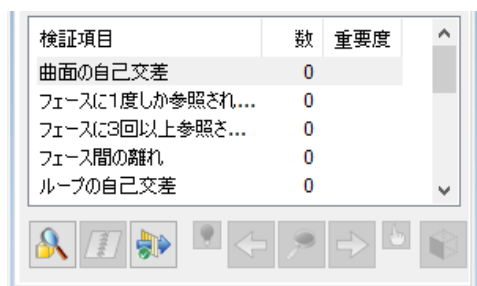 検証項目 数 重要度
曲面の自己交差 0
フェースに1度しか参照され... 0
フェースに3回以上参照さ... 0
フェース間の離れ 0
ループの自己交差 0